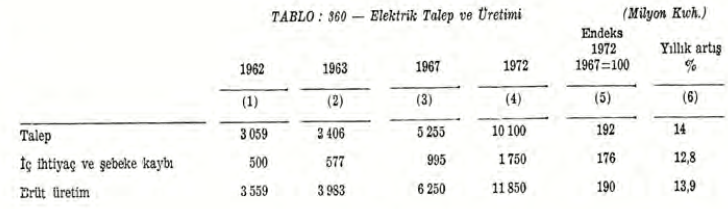 TABLO : 360 — Elektrik Talep ve Üretimi (Milyon Kwh.)
Endeks
1972 Yıllık artış
1962 1963 1967 1972 1967=100 %
(1) (2) (3) (4) (5) (6)
Talep 3 059 3 406 5 255 10 100 192 14
İç ihtiyaç ve şebeke kaybı 500 577 995 1 750 176 12,8
Brüt üretim 3 559 3 983 6 250 11 850 190 13,9